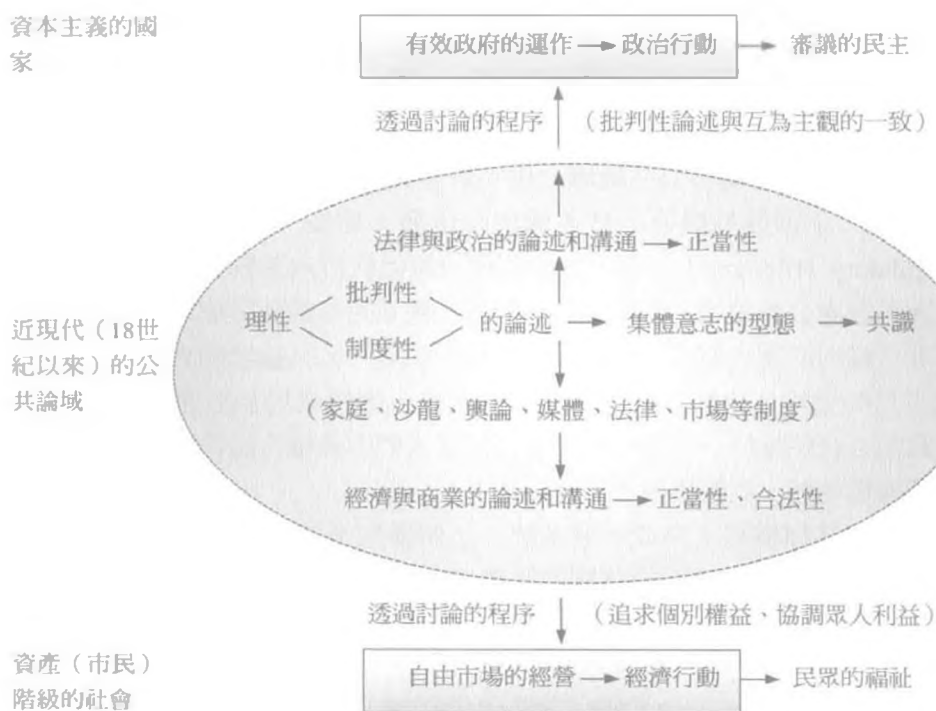 資本主義的國
家
有效政府的運作→政治行動→審議的民主
透過討論的程序（批判性論述與互為主觀的一致）
法律與政治的論述和溝通→正當性
近現代（18世
紀以來）的公
共論域
批判性
理性
的論述→集體意志的型態→共識
制度性
（家庭、沙龍、輿論、媒體、法律、市場等制度）
經濟與商業的論述和溝通→正當性、合法性
透過討論的程序（追求個別權益、協調眾人利益）
資產（市民）
階級的社會
自由市場的經營→經濟行動→民眾的福祉